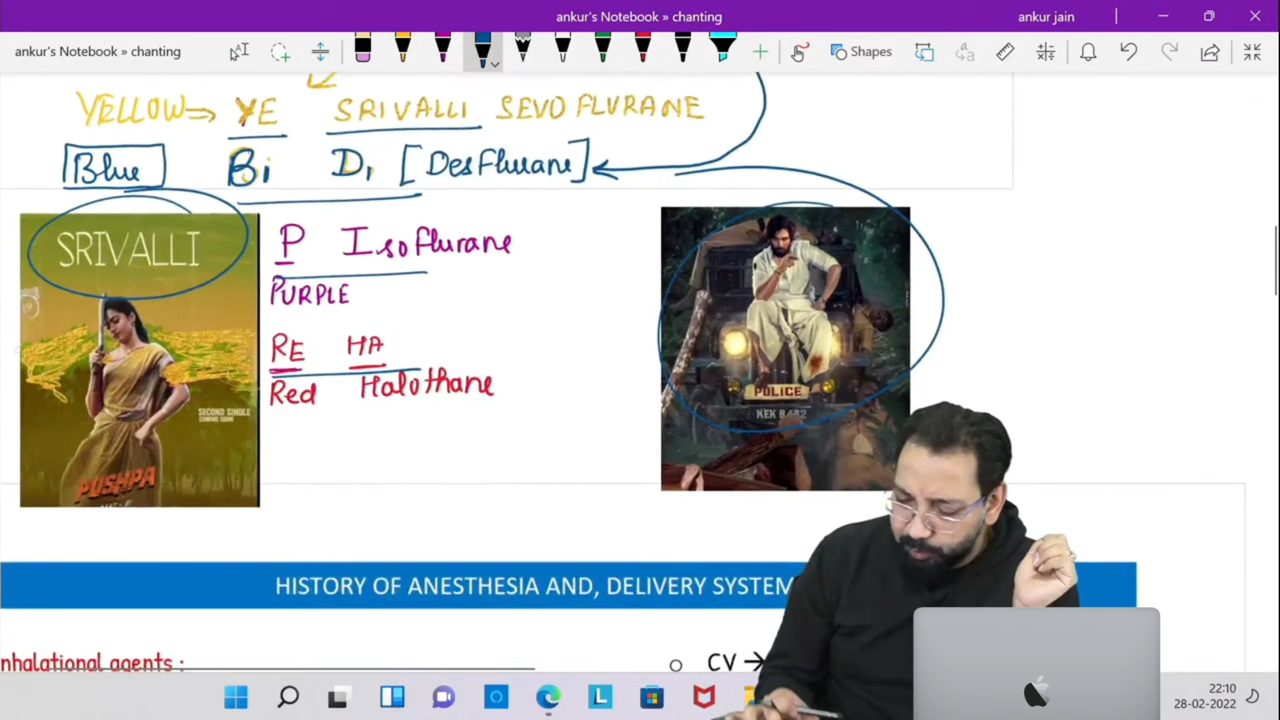 ankur's Notebook » chanting
ankur jain
ankur's Notebook » chanting
Shapes
YELLOW → YE SRIVALLI SEVOFLURANE
Blue Bi Di [Desflurane]
SRIVALLI
P Isoflurane
PURPLE
RE HA
Red Halothane
SECOND SINGLE
COMING SOON
PUSHPA
POLICE
KEK 8482
HISTORY OF ANESTHESIA AND, DELIVERY SYSTEM
nhalational agents :
CV →
22:10
28-02-2022